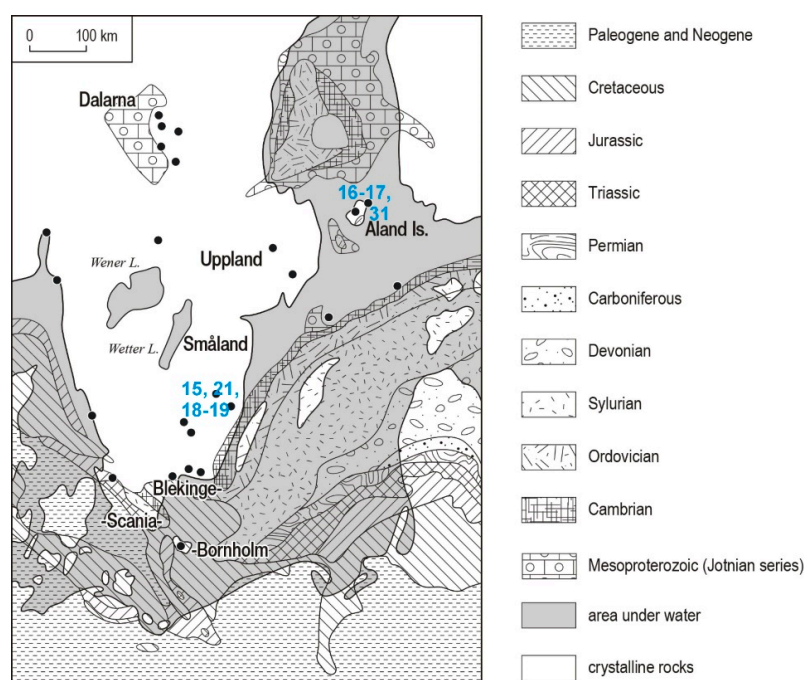 0 100 km
Dalarna
16-17,
31
Åland Is.
Uppland
Wener L.
Wetter L.
Småland
15, 21,
18-19
Blekinge-
-Scania-
-Bornholm
Paleogene and Neogene
Cretaceous
Jurassic
Triassic
Permian
Carboniferous
Devonian
Sylurian
Ordovician
Cambrian
Mesoproterozoic (Jotnian series)
area under water
crystalline rocks